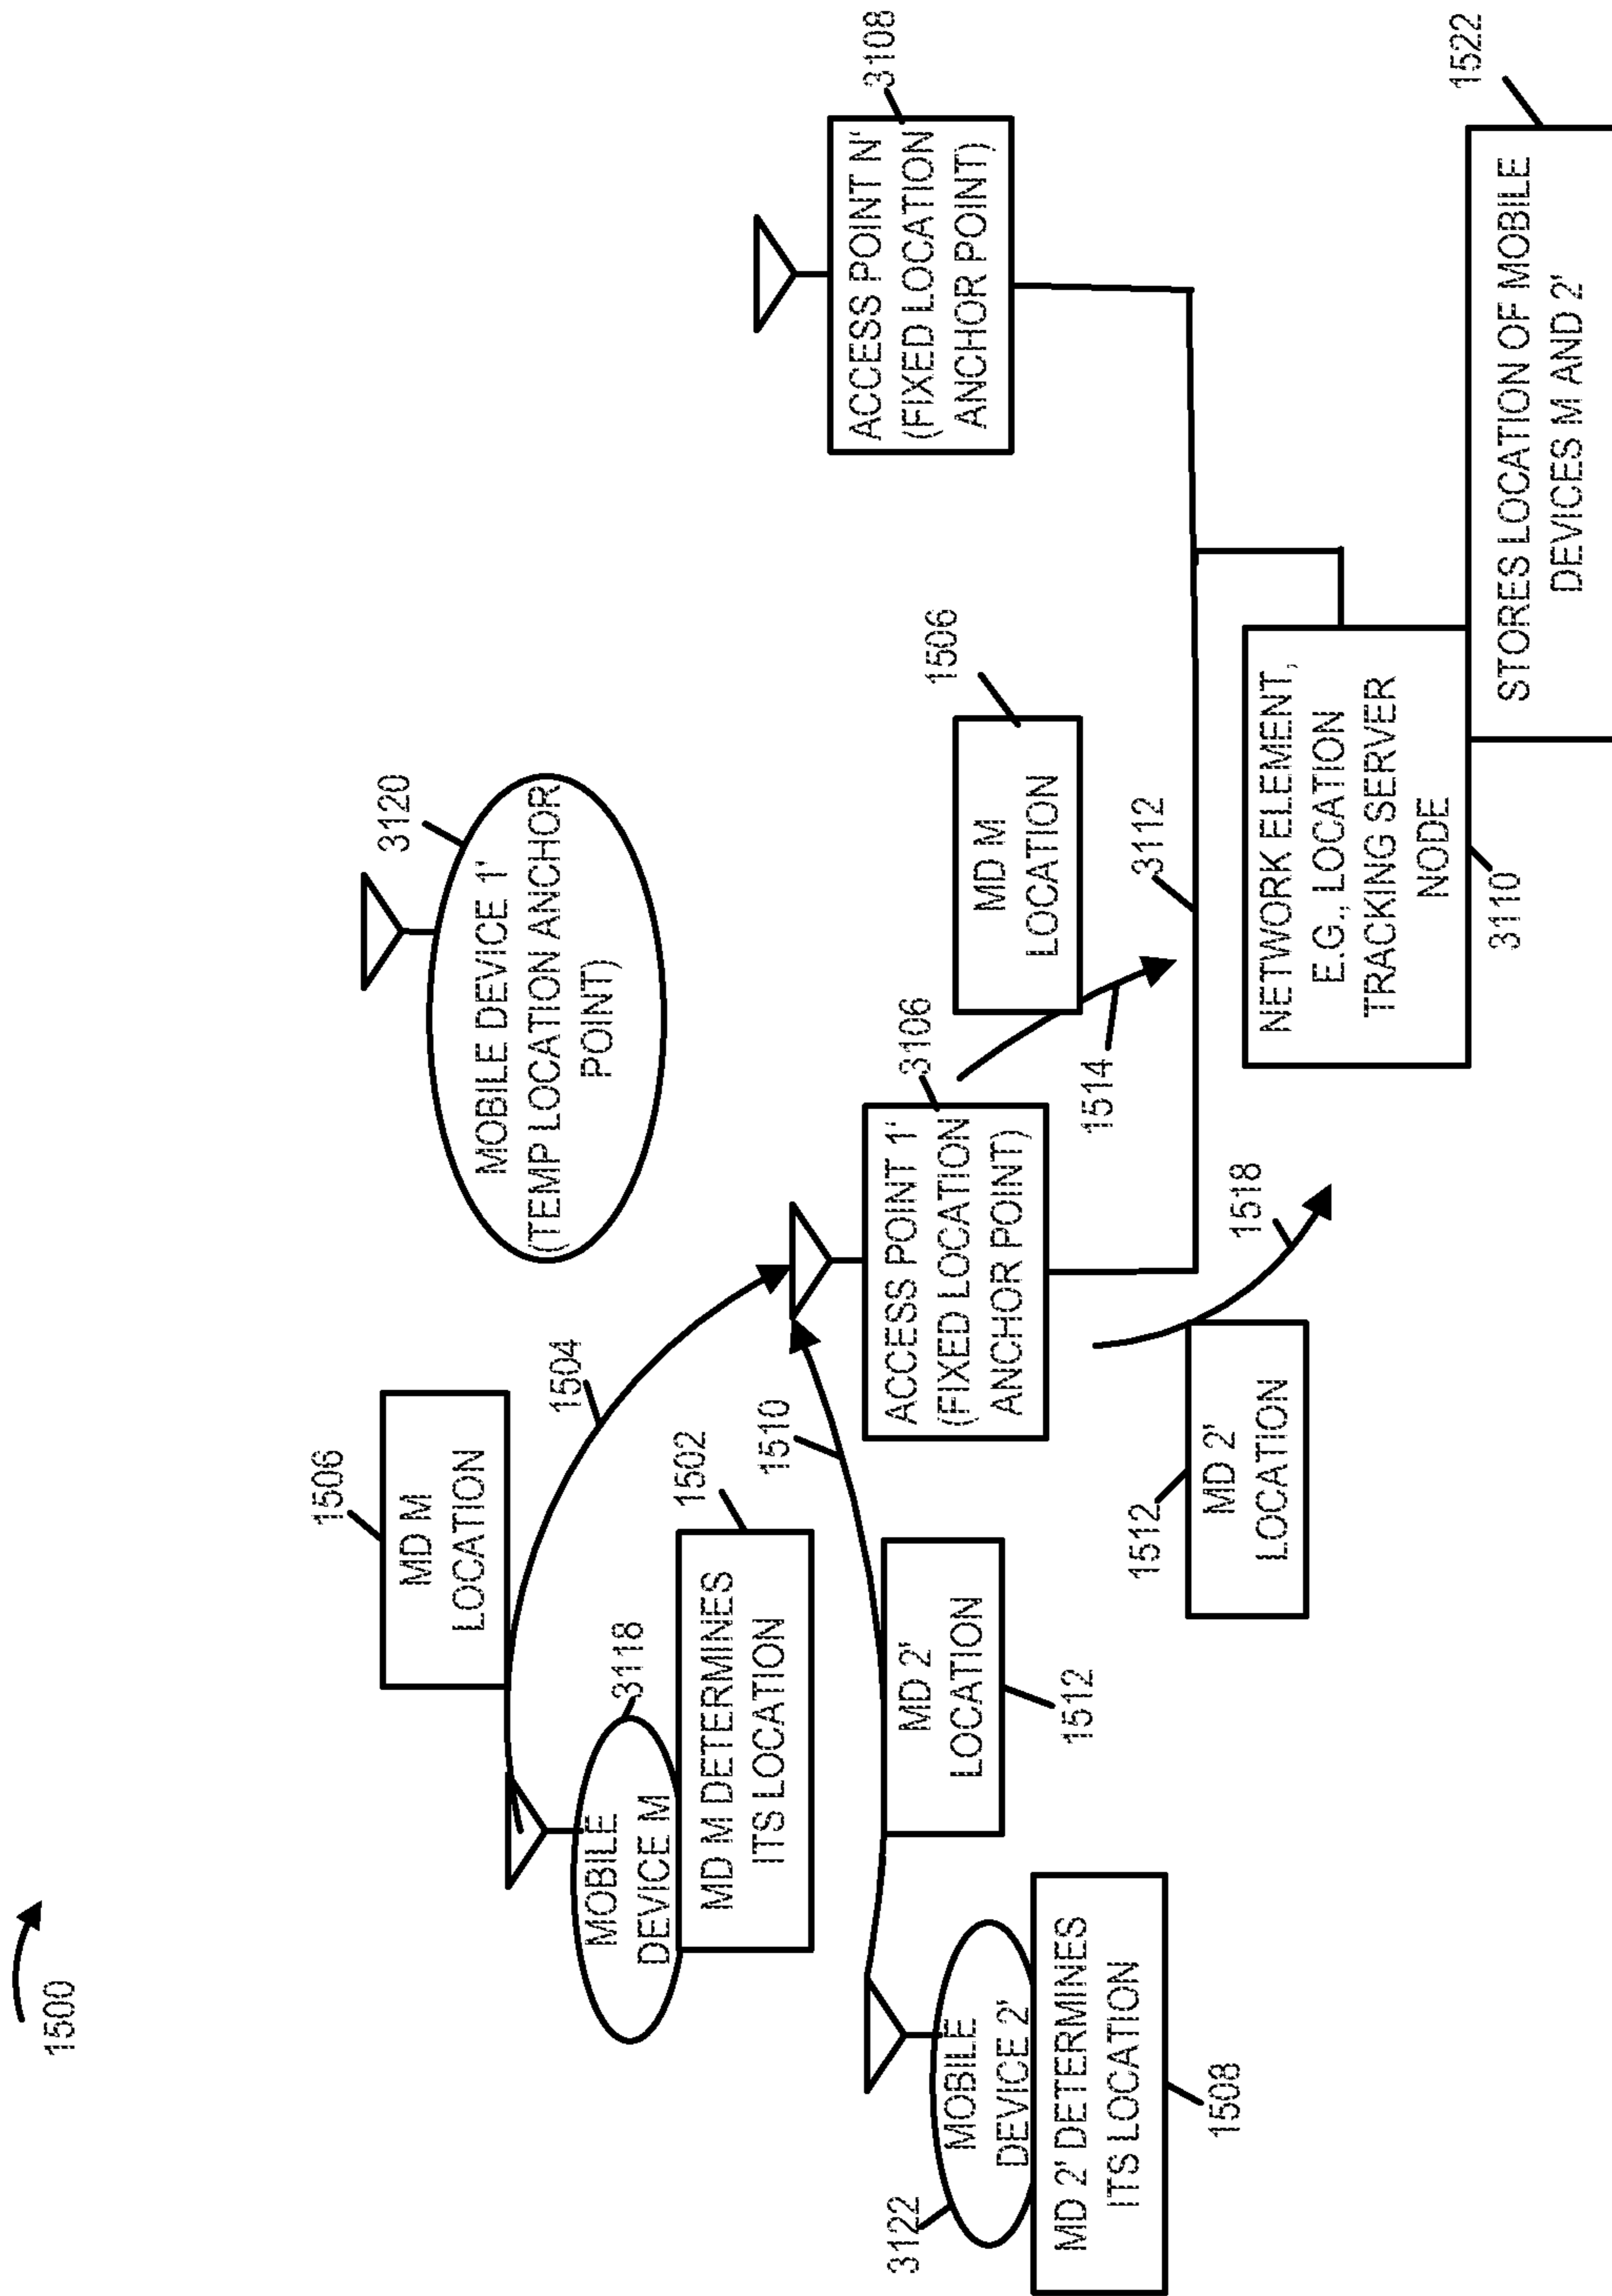 1500
1506
MD M
LOCATION
1504
3120
MOBILE DEVICE 1'
(TEMP LOCATION ANCHOR
POINT)
3118
MOBILE
DEVICE M
1502
MD M DETERMINES
ITS LOCATION
1510
3122
MOBILE
DEVICE 2'
MD 2' DETERMINES
ITS LOCATION
1508
MD 2'
LOCATION
1512
3106
ACCESS POINT 1'
(FIXED LOCATION
ANCHOR POINT)
3108
ACCESS POINT N'
(FIXED LOCATION
ANCHOR POINT)
1506
MD M
LOCATION
1514
3112
1518
1512
MD 2'
LOCATION
NETWORK ELEMENT,
E.G., LOCATION
TRACKING SERVER
NODE
3110
1522
STORES LOCATION OF MOBILE
DEVICES M AND 2'